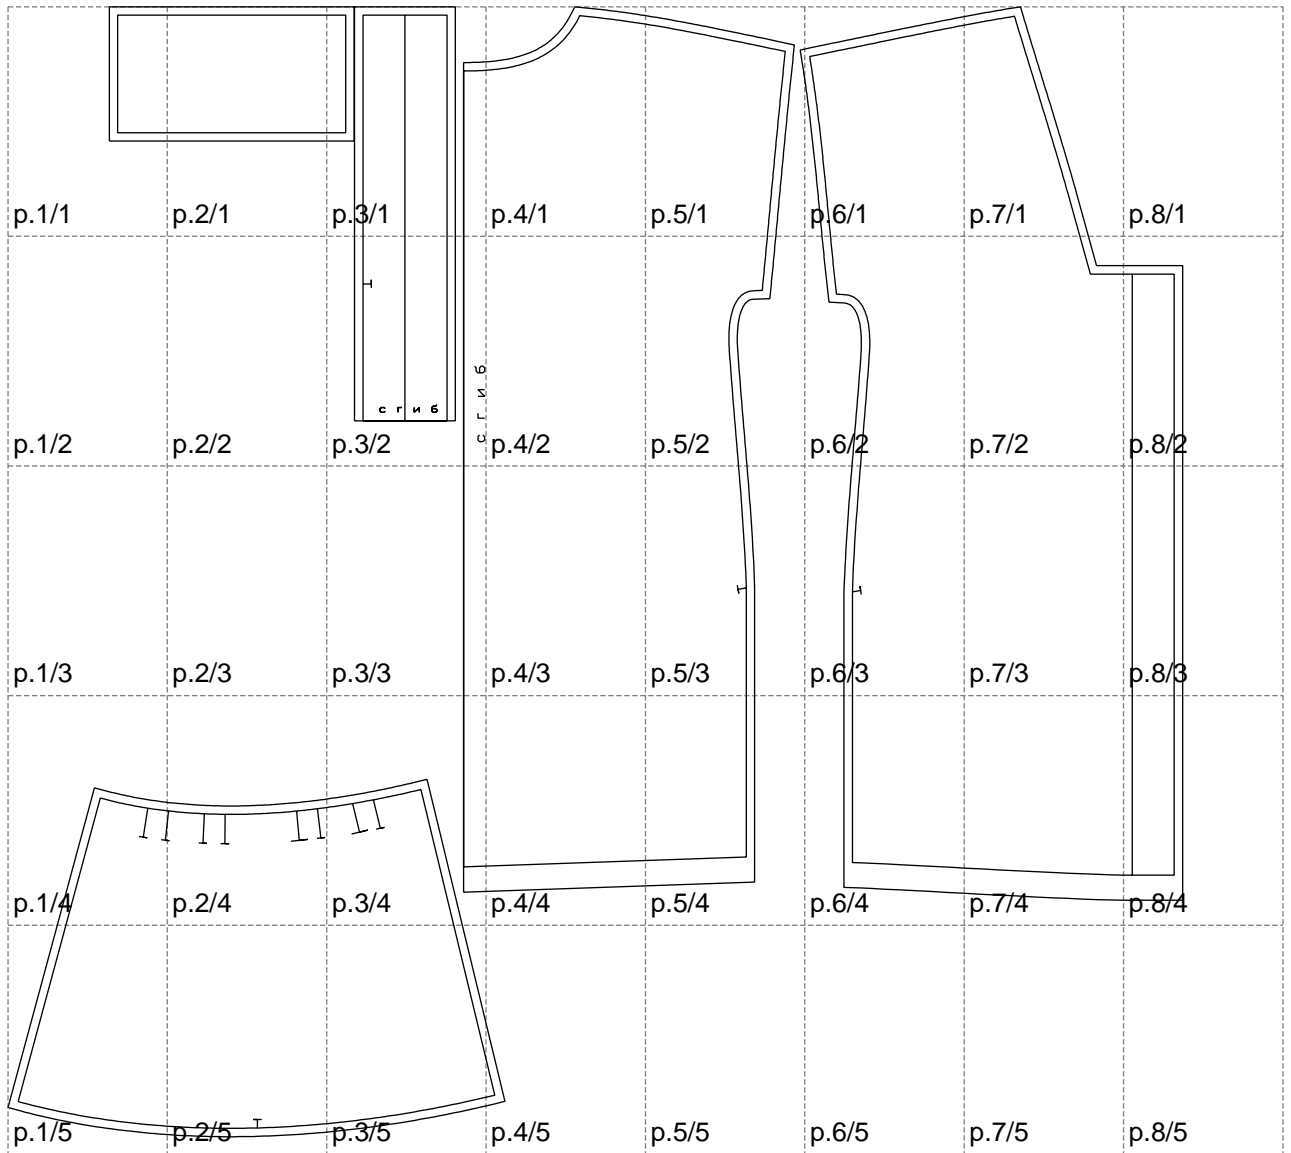 p.1/1 p.2/1 p.3/1 p.4/1 p.5/1 p.6/1 p.7/1 p.8/1
сгиб
сгиб
p.1/2 p.2/2 p.3/2 p.4/2 p.5/2 p.6/2 p.7/2 p.8/2
p.1/3 p.2/3 p.3/3 p.4/3 p.5/3 p.6/3 p.7/3 p.8/3
p.1/4 p.2/4 p.3/4 p.4/4 p.5/4 p.6/4 p.7/4 p.8/4
p.1/5 p.2/5 p.3/5 p.4/5 p.5/5 p.6/5 p.7/5 p.8/5